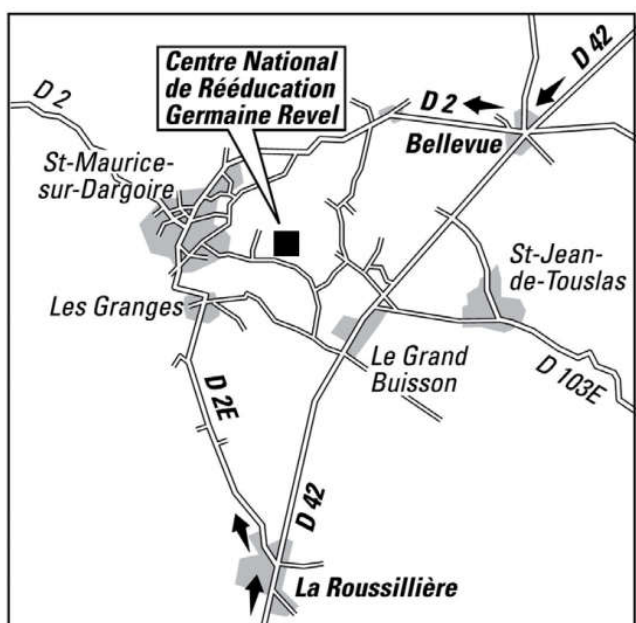 D 42
Centre National
de Rééducation
Germaine Revel
D 2
D 2
Bellevue
St-Maurice-
sur-Dargoire
St-Jean-
de-Touslas
Les Granges
Le Grand
Buisson
D 103E
D 2E
D 42
La Roussillière